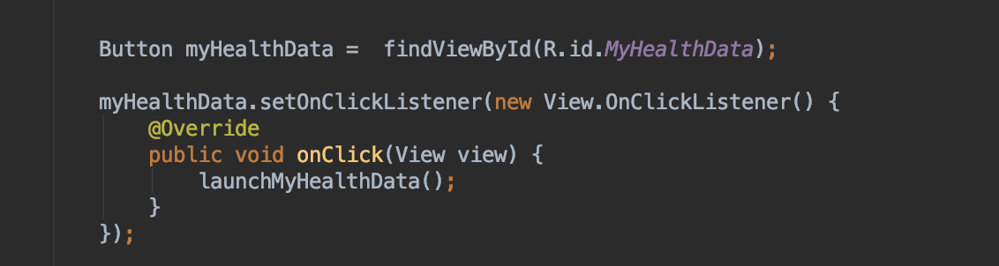 Button myHealthData =  findViewById(R.id.MyHealthData);
myHealthData.setOnClickListener(new View.OnClickListener() {
@Override
public void onClick(View view) {
launchMyHealthData();
}
});